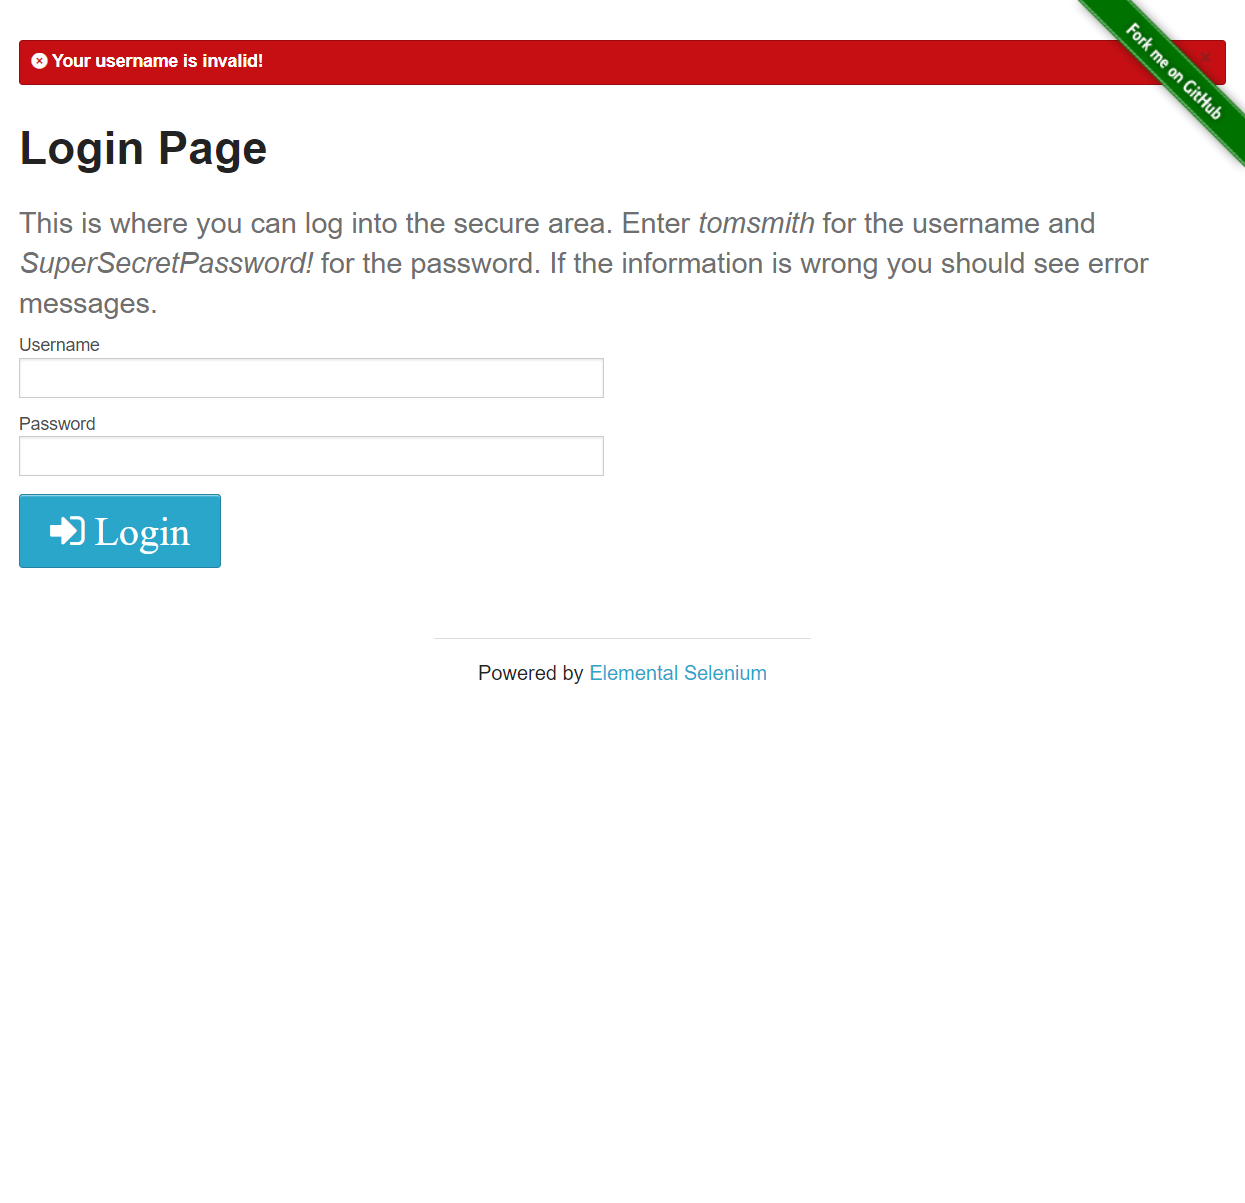 Your username is invalid!
Fork me on GitHub
Login Page
This is where you can log into the secure area. Enter tomsmith for the username and
SuperSecretPassword! for the password. If the information is wrong you should see error
messages.
Username
Password
Login
Powered by Elemental Selenium